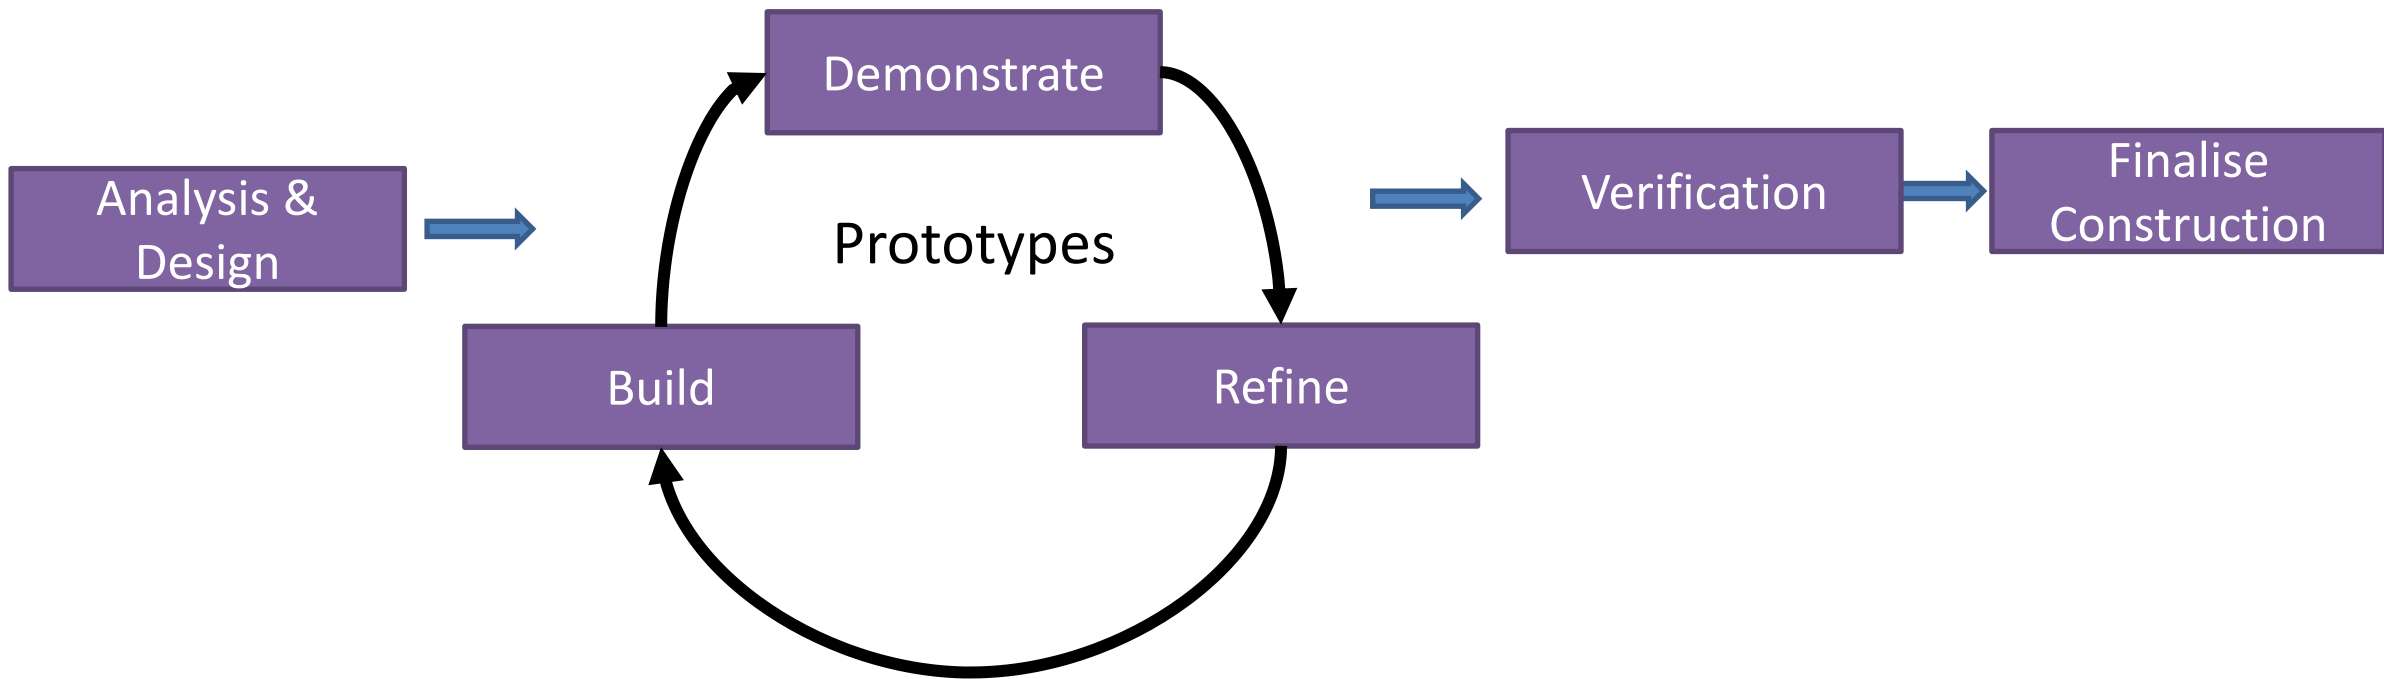 Demonstrate
Analysis &
Design
Prototypes
Verification
Finalise
Construction
Build
Refine